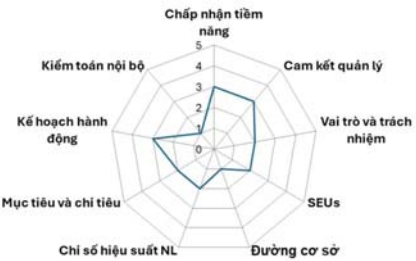 Chấp nhận tiềm
năng
5
4
3
2
1
0
Cam kết quản lý
Vai trò và trách
nhiệm
SEUs
Đường cơ sở
Chỉ số hiệu suất NL
Mục tiêu và chỉ tiêu
Kế hoạch hành
động
Kiểm toán nội bộ